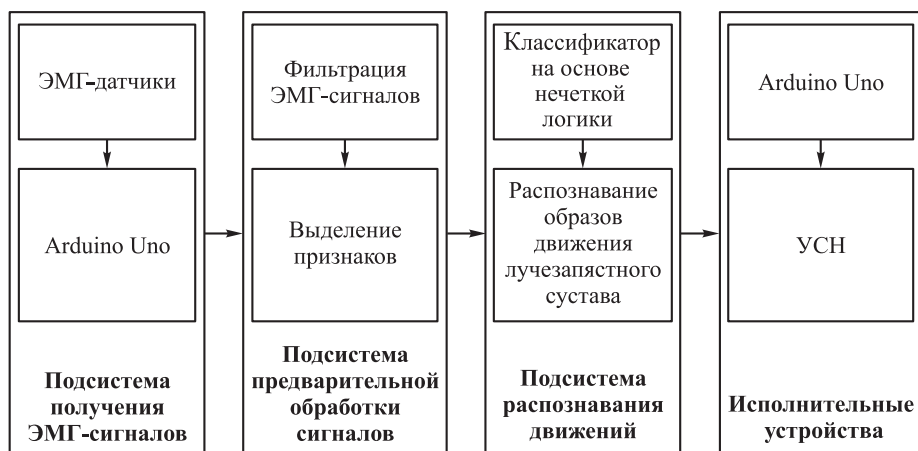 ЭМГ-датчики
Arduino Uno
Подсистема
получения
ЭМГ-сигналов
Фильтрация
ЭМГ-сигналов
Выделение
признаков
Подсистема
предварительной
обработки
сигналов
Классификатор
на основе
нечеткой
логики
Распознавание
образов
движения
лучезапястного
сустава
Подсистема
распознавания
движений
Arduino Uno
УСН
Исполнительные
устройства